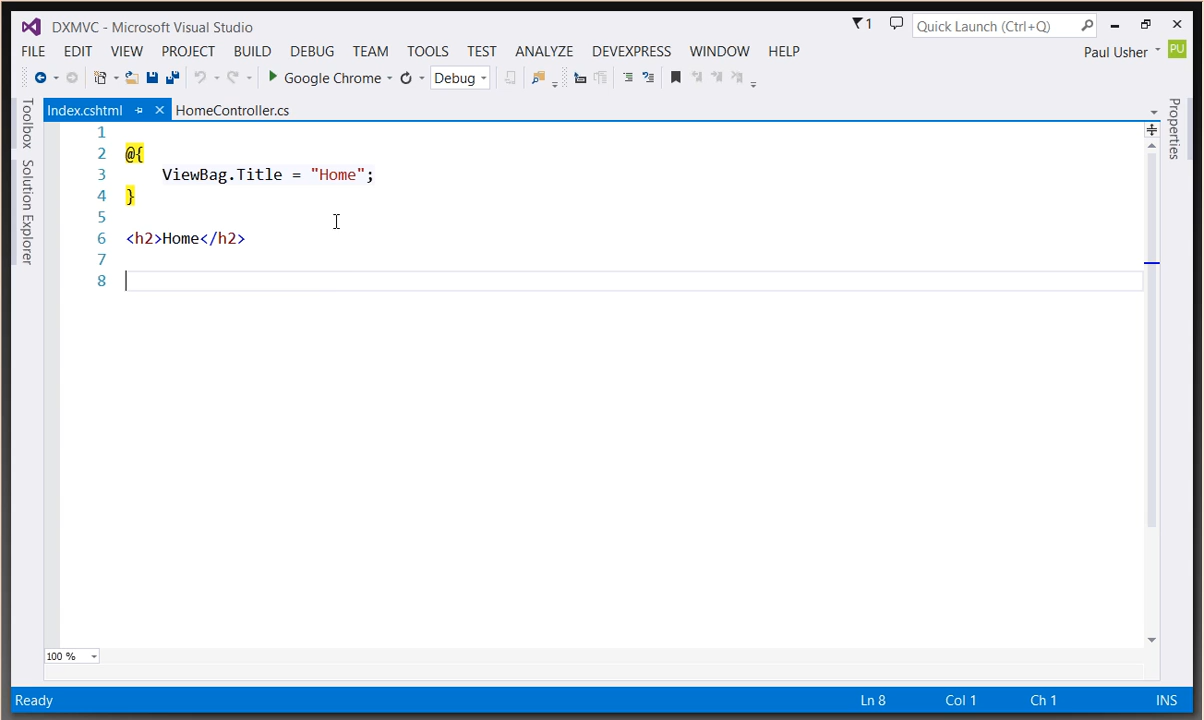 DXMVC - Microsoft Visual Studio
1
Quick Launch (Ctrl+Q)
FILE EDIT VIEW PROJECT BUILD DEBUG TEAM TOOLS TEST ANALYZE DEVEXPRESS WINDOW HELP
Paul Usher PU
Google Chrome Debug
Toolbox
Solution Explorer
Index.cshtml HomeController.cs
Properties
1
2 @{
3 ViewBag.Title = "Home";
4 }
5
6 <h2>Home</h2>
7
8
100 %
Ready Ln 8 Col 1 Ch 1 INS